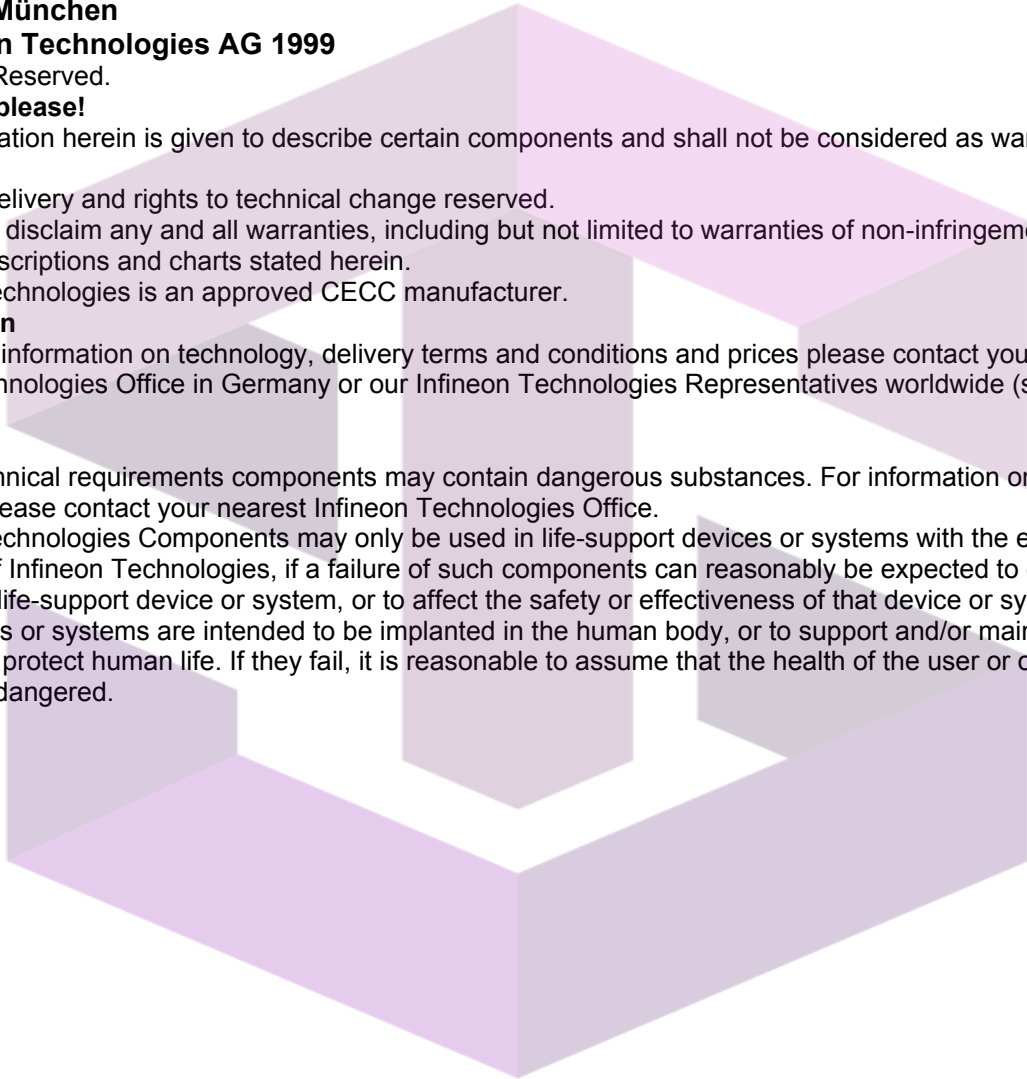 München
n Technologies AG 1999
Reserved.
please!
ation herein is given to describe certain components and shall not be considered as wa
elivery and rights to technical change reserved.
disclaim any and all warranties, including but not limited to warranties of non-infringeme
scriptions and charts stated herein.
echnologies is an approved CECC manufacturer.
n
information on technology, delivery terms and conditions and prices please contact you
hnologies Office in Germany or our Infineon Technologies Representatives worldwide (s
hnical requirements components may contain dangerous substances. For information on
ease contact your nearest Infineon Technologies Office.
echnologies Components may only be used in life-support devices or systems with the e
f Infineon Technologies, if a failure of such components can reasonably be expected to
life-support device or system, or to affect the safety or effectiveness of that device or sy
s or systems are intended to be implanted in the human body, or to support and/or mai
protect human life. If they fail, it is reasonable to assume that the health of the user or o
dangered.